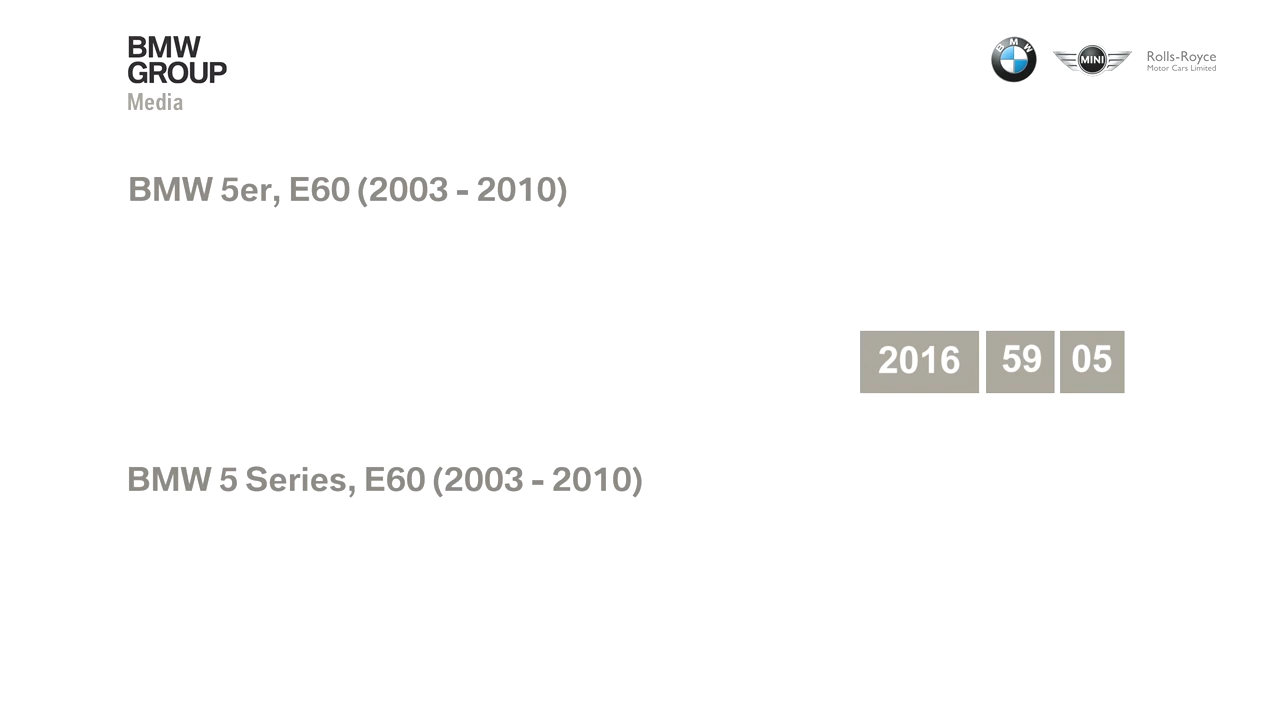 BMW
GROUP
Media
BMW
MINI
Rolls-Royce
Motor Cars Limited
BMW 5er, E60 (2003 - 2010)
2016 59 05
BMW 5 Series, E60 (2003 - 2010)